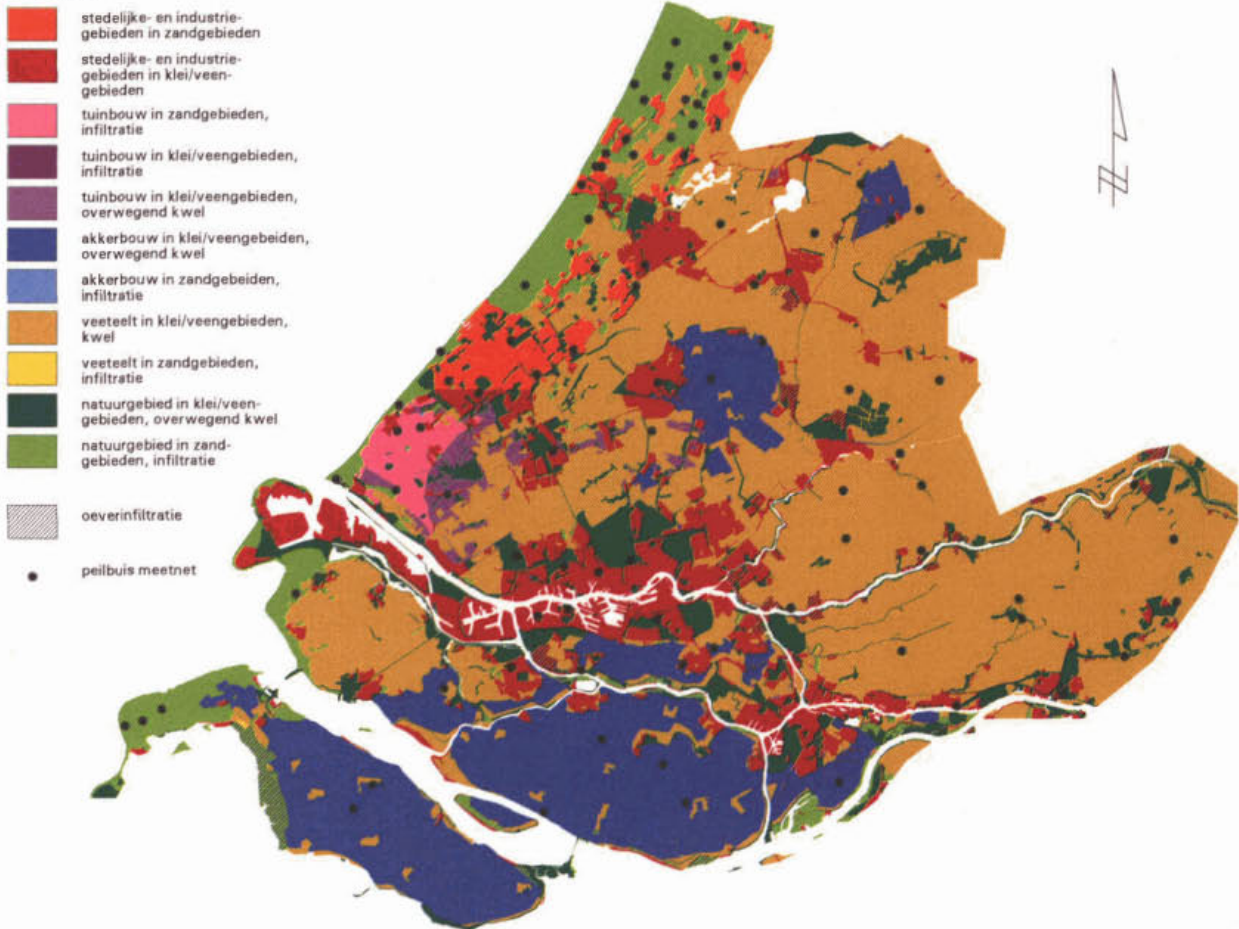 stedelijke- en industrie-
gebieden in zandgebieden
stedelijke- en industrie-
gebieden in klei/veen-
gebieden
tuinbouw in zandgebieden,
infiltratie
tuinbouw in klei/veengebieden,
infiltratie
tuinbouw in klei/veengebieden,
overwegend kwel
akkerbouw in klei/veengebeiden,
overwegend kwel
akkerbouw in zandgebeiden,
infiltratie
veeteelt in klei/veengebieden,
kwel
veeteelt in zandgebieden,
infiltratie
natuurgebied in klei/veen-
gebieden, overwegend kwel
natuurgebied in zand-
gebieden, infiltratie
oeverinfiltratie
peilbuis meetnet